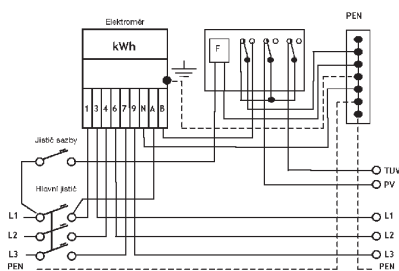 Elektroměr
PEN
kWh
F
1 3 4 6 7 9 N A B
Jistič sazby
TUV
Hlavní jistič
PV
L1
L1
L2
L2
L3
L3
PEN
PEN